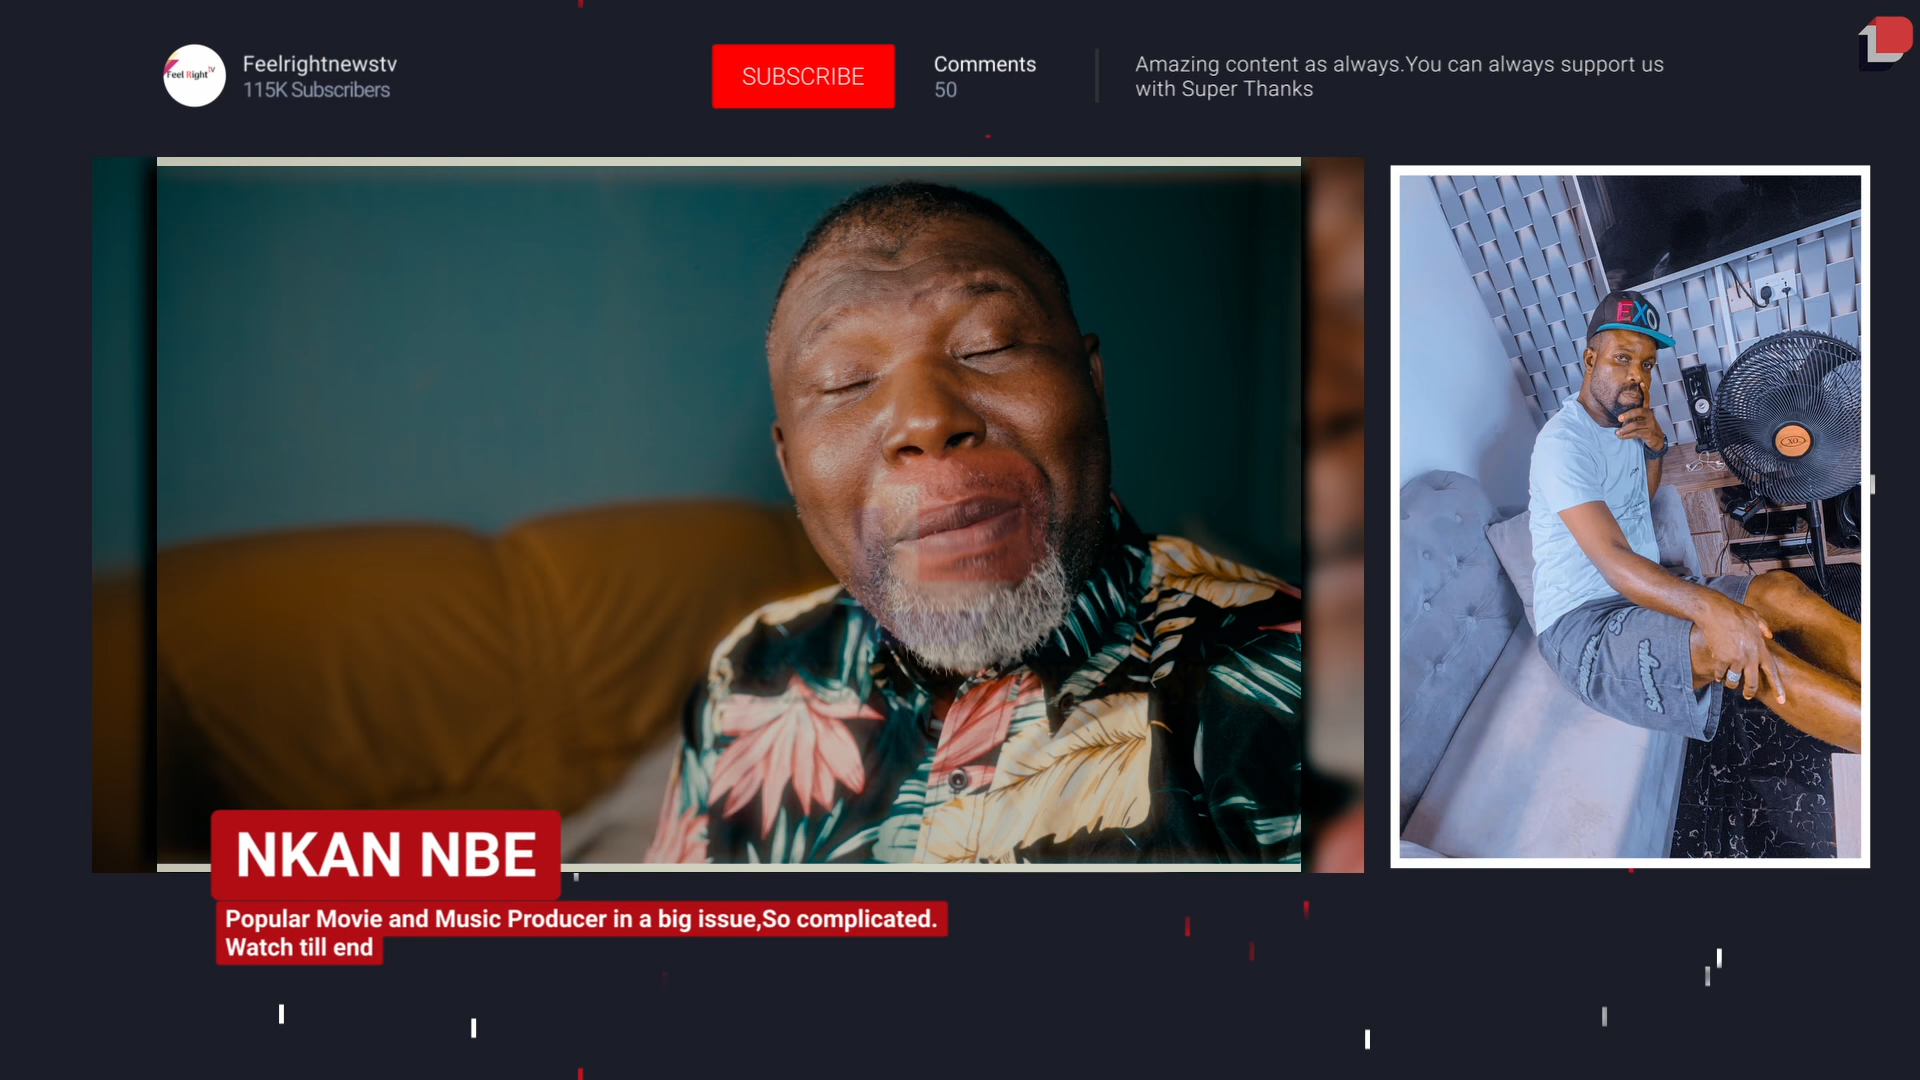 Feel Right tv
Feelrightnewstv
115K Subscribers
SUBSCRIBE
Comments
50
Amazing content as always.You can always support us
with Super Thanks
EXO
NKAN NBE
Popular Movie and Music Producer in a big issue,So complicated.
Watch till end